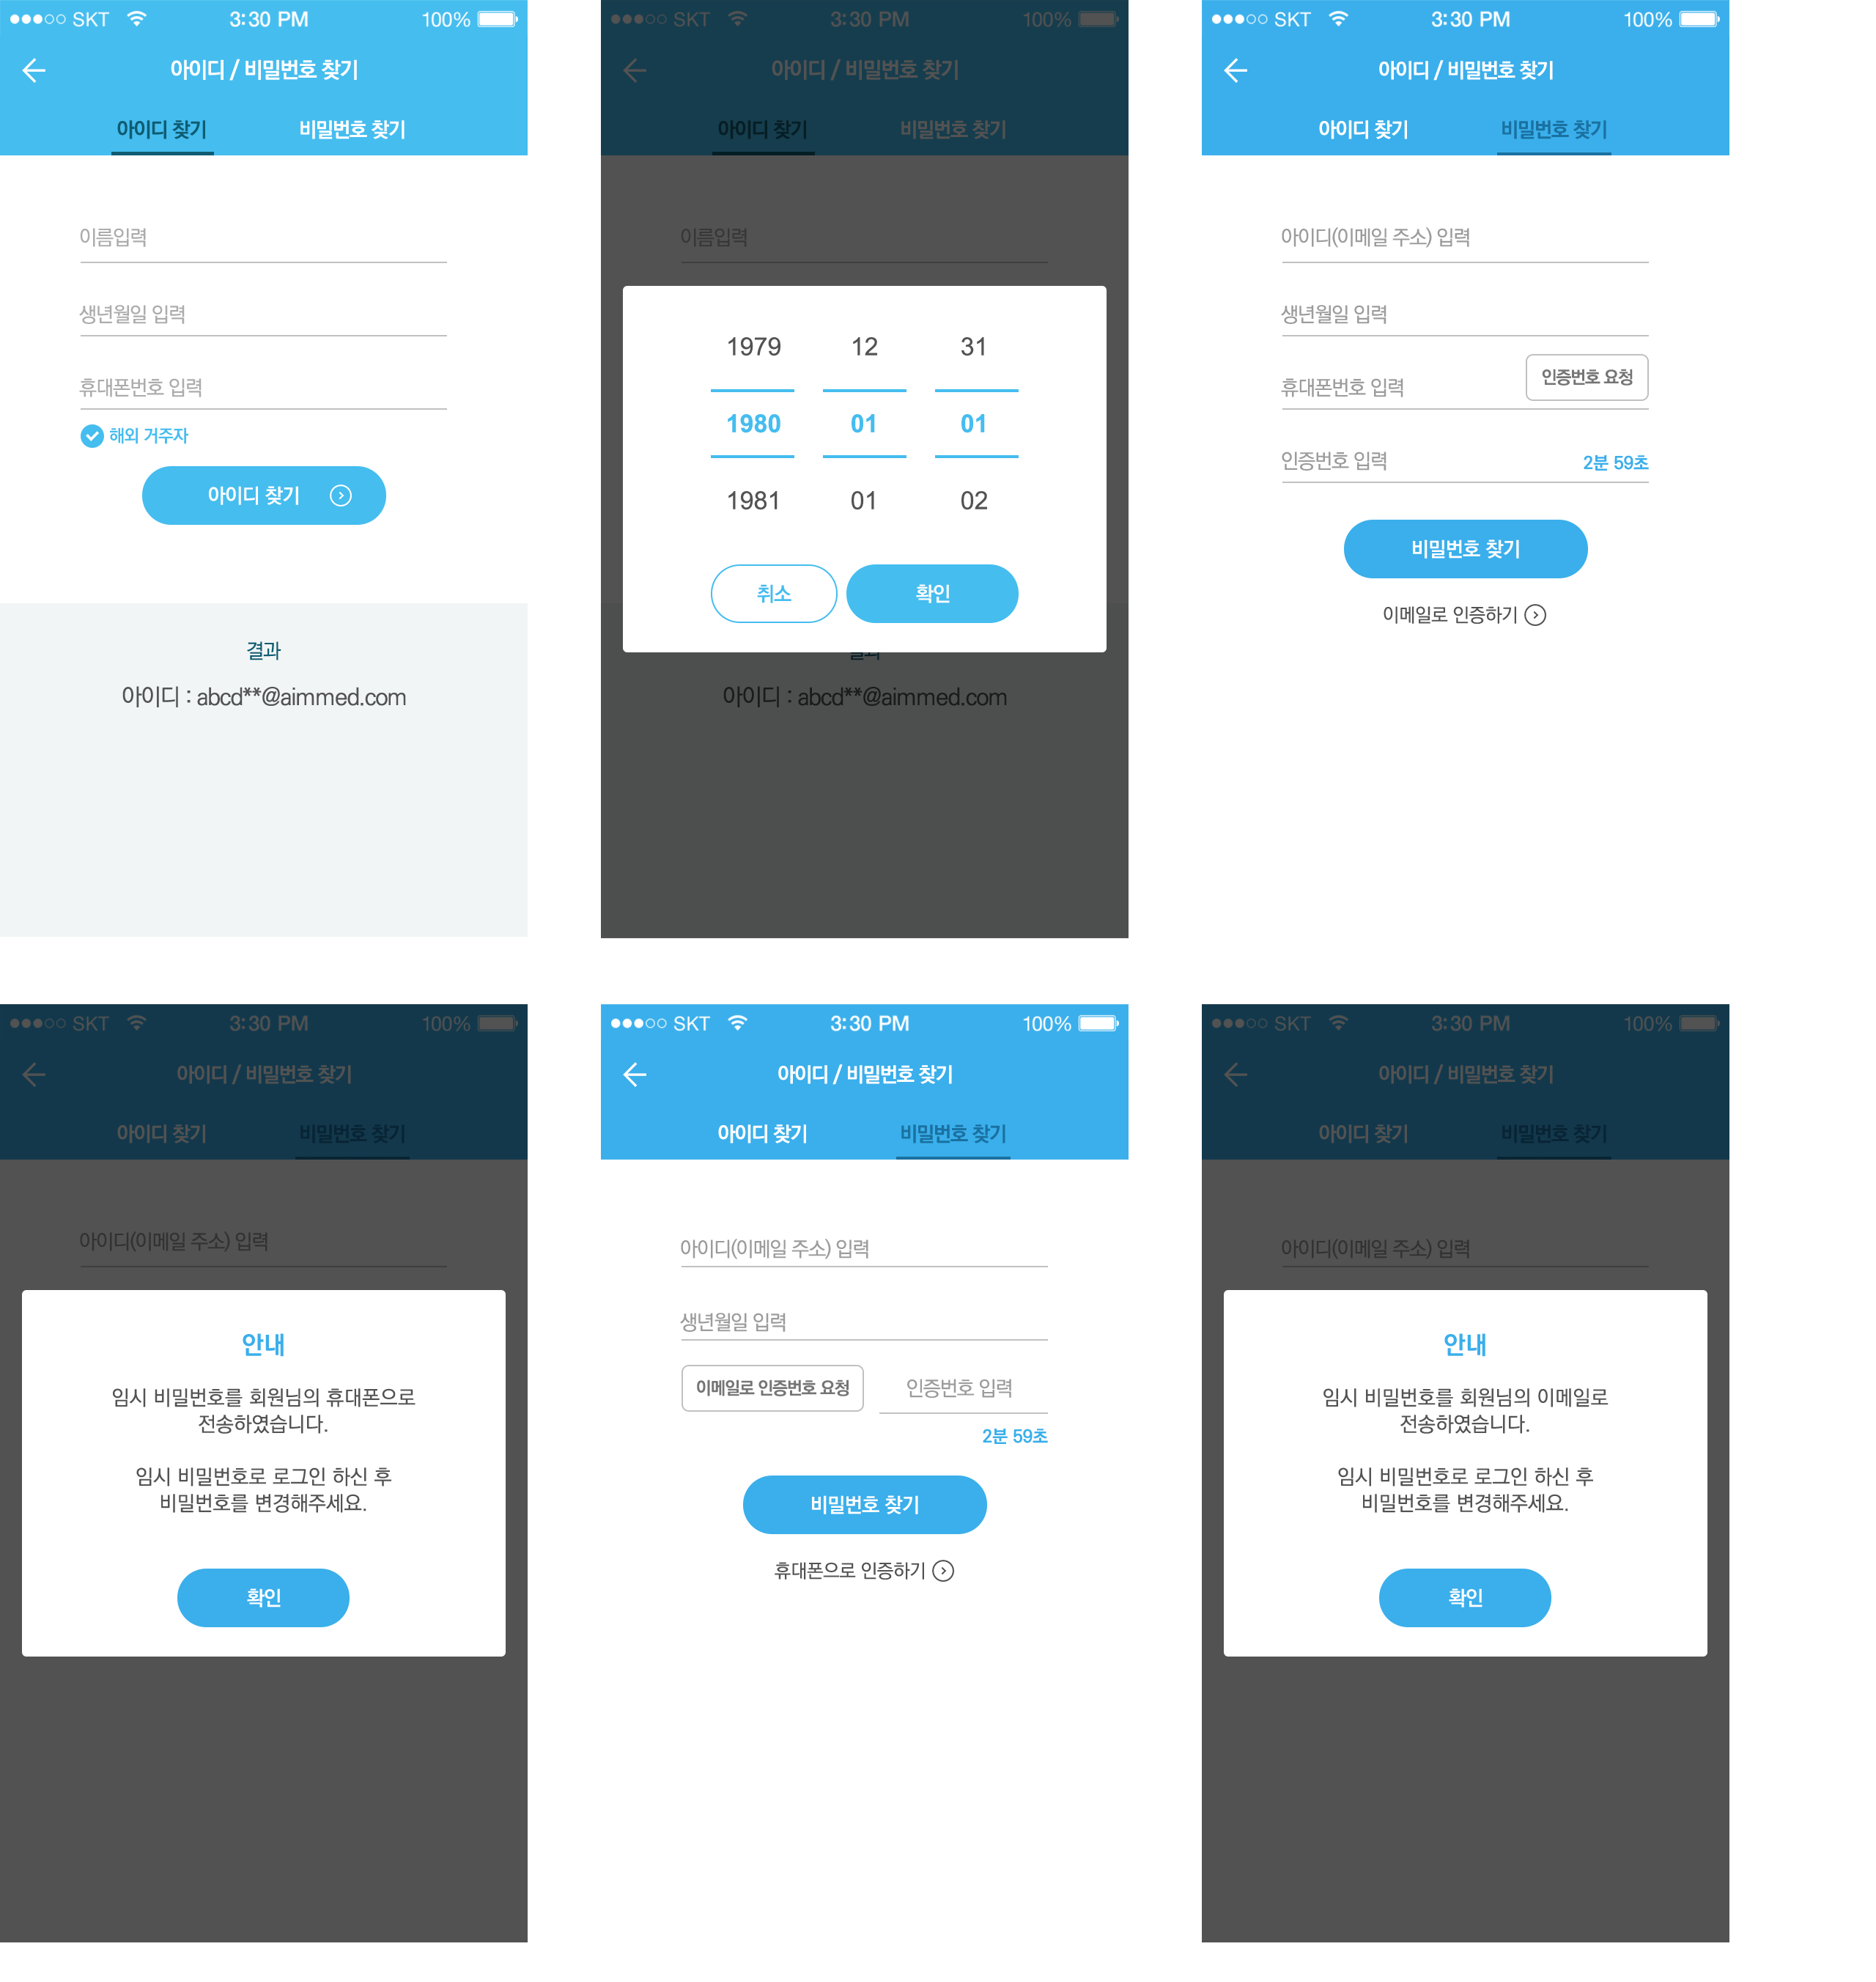 SKT 3:30 PM 100%
아이디 / 비밀번호 찾기
아이디 찾기 비밀번호 찾기
이름입력
생년월일 입력
휴대폰번호 입력
해외 거주자
아이디 찾기
결과
아이디 : abcd**@aimmed.com
SKT 3:30 PM 100%
아이디 / 비밀번호 찾기
아이디 찾기 비밀번호 찾기
이름입력
1979 12 31
1980 01 01
1981 01 02
취소 확인
결과
아이디 : abcd**@aimmed.com
SKT 3:30 PM 100%
아이디 / 비밀번호 찾기
아이디 찾기 비밀번호 찾기
아이디(이메일 주소) 입력
생년월일 입력
휴대폰번호 입력 인증번호 요청
인증번호 입력 2분 59초
비밀번호 찾기
이메일로 인증하기
SKT 3:30 PM 100%
아이디 / 비밀번호 찾기
아이디 찾기 비밀번호 찾기
아이디(이메일 주소) 입력
안내
임시 비밀번호를 회원님의 휴대폰으로
전송하였습니다.
임시 비밀번호로 로그인 하신 후
비밀번호를 변경해주세요.
확인
SKT 3:30 PM 100%
아이디 / 비밀번호 찾기
아이디 찾기 비밀번호 찾기
아이디(이메일 주소) 입력
생년월일 입력
이메일로 인증번호 요청 인증번호 입력
2분 59초
비밀번호 찾기
휴대폰으로 인증하기
SKT 3:30 PM 100%
아이디 / 비밀번호 찾기
아이디 찾기 비밀번호 찾기
아이디(이메일 주소) 입력
안내
임시 비밀번호를 회원님의 이메일로
전송하였습니다.
임시 비밀번호로 로그인 하신 후
비밀번호를 변경해주세요.
확인